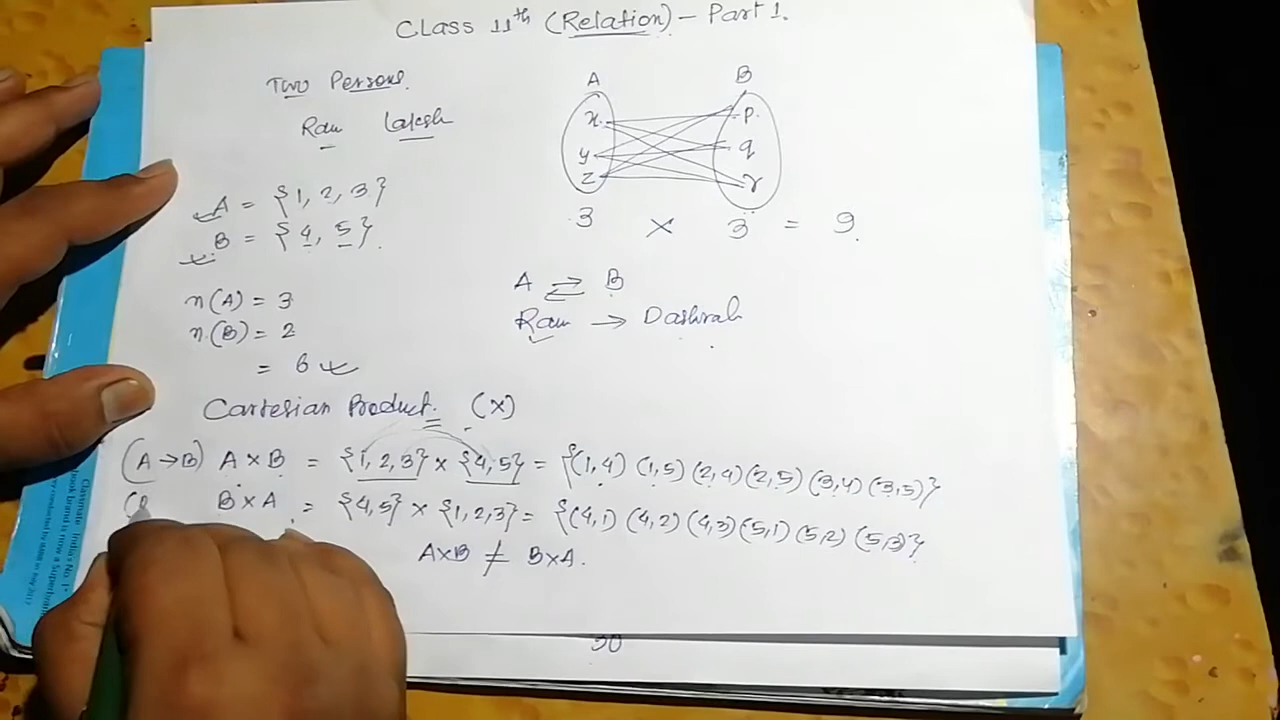 Class 11th (Relation) - Part 1.
Two Persons.
Ram Lakesh
A = {1, 2, 3}
B = {4, 5}.
n(A) = 3
n.(B) = 2
= 6
A B
x. p.
y q
z r
3 × 3 = 9.
A ⇄ B
Ram → Dashrah
Cartesian Product. (×)
(A→B) A×B = {1, 2, 3} × {4, 5} = {(1, 4) (1, 5) (2, 4) (2, 5) (3, 4) (3, 5)}
B×A = {4, 5} × {1, 2, 3} = {(4, 1) (4, 2) (4, 3) (5, 1) (5, 2) (5, 3)}
A×B ≠ B×A.